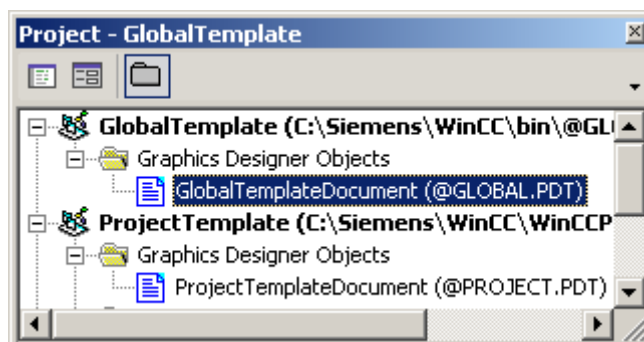 Project - GlobalTemplate
GlobalTemplate (C:\Siemens\WinCC\bin\@GL
Graphics Designer Objects
GlobalTemplateDocument (@GLOBAL.PDT)
ProjectTemplate (C:\Siemens\WinCC\WinCCP
Graphics Designer Objects
ProjectTemplateDocument (@PROJECT.PDT)